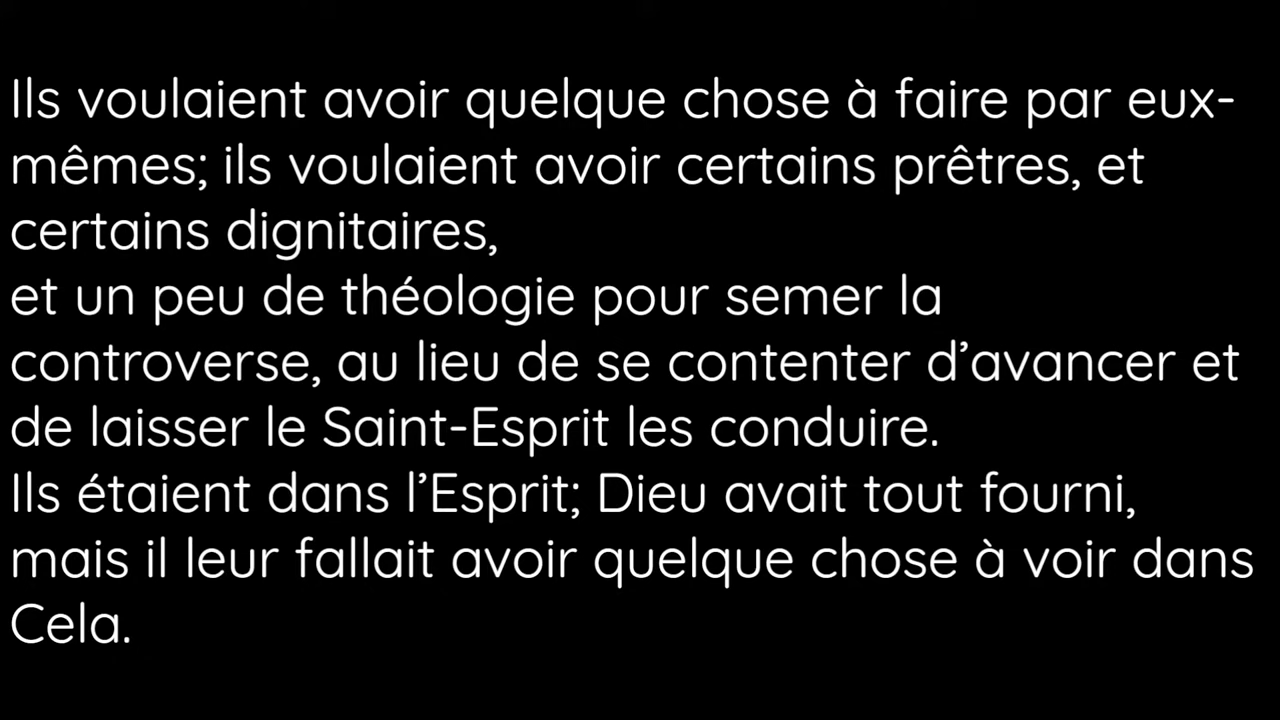 Ils voulaient avoir quelque chose à faire par eux-
mêmes; ils voulaient avoir certains prêtres, et
certains dignitaires,
et un peu de théologie pour semer la
controverse, au lieu de se contenter d’avancer et
de laisser le Saint-Esprit les conduire.
Ils étaient dans l’Esprit; Dieu avait tout fourni,
mais il leur fallait avoir quelque chose à voir dans
Cela.